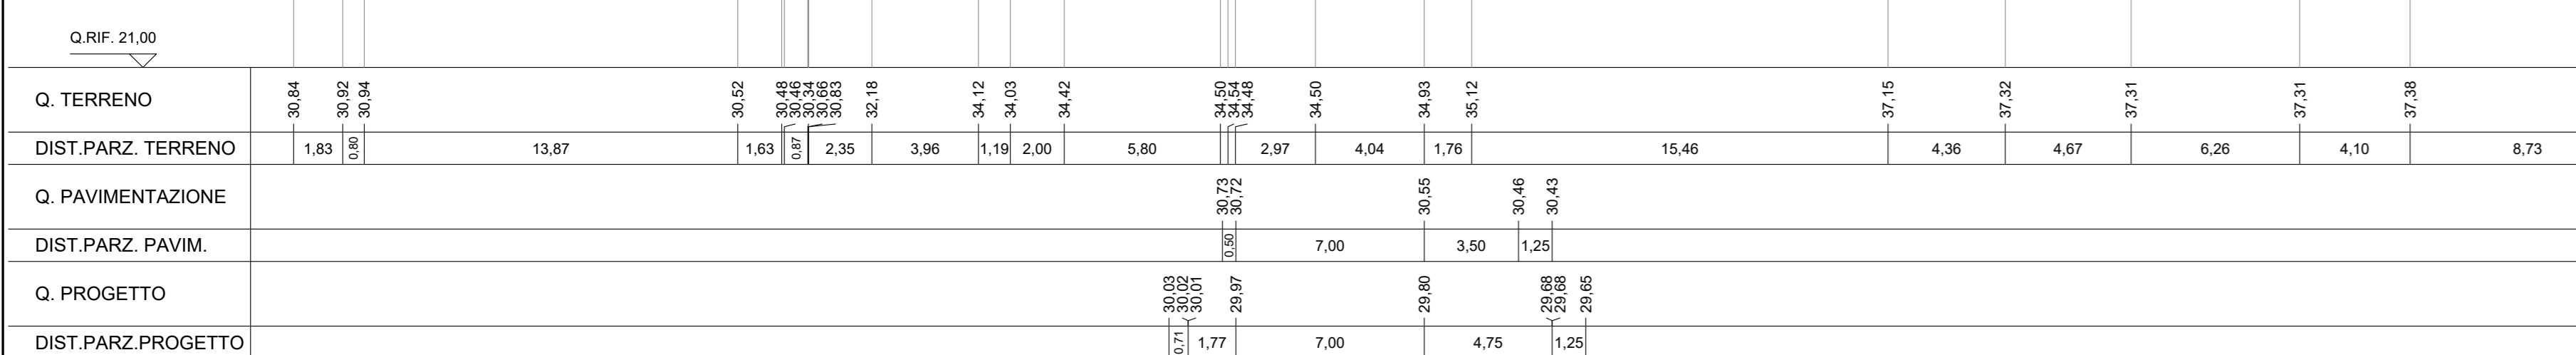 Q.RIF. 21,00
Q. TERRENO 30,84 30,92 30,94 30,52 30,48 30,46 30,34 30,66 30,83 32,18 34,12 34,03 34,42 34,50 34,54 34,48 34,50 34,93 35,12 37,15 37,32 37,31 37,31 37,38
DIST.PARZ. TERRENO 1,83 0,80 13,87 1,63 0,87 2,35 3,96 1,19 2,00 5,80 2,97 4,04 1,76 15,46 4,36 4,67 6,26 4,10 8,73
Q. PAVIMENTAZIONE 30,73 30,72 30,55 30,46 30,43
DIST.PARZ. PAVIM. 0,50 7,00 3,50 1,25
Q. PROGETTO 30,03 30,02 30,01 29,97 29,80 29,68 29,68 29,65
DIST.PARZ.PROGETTO 0,71 1,77 7,00 4,75 1,25